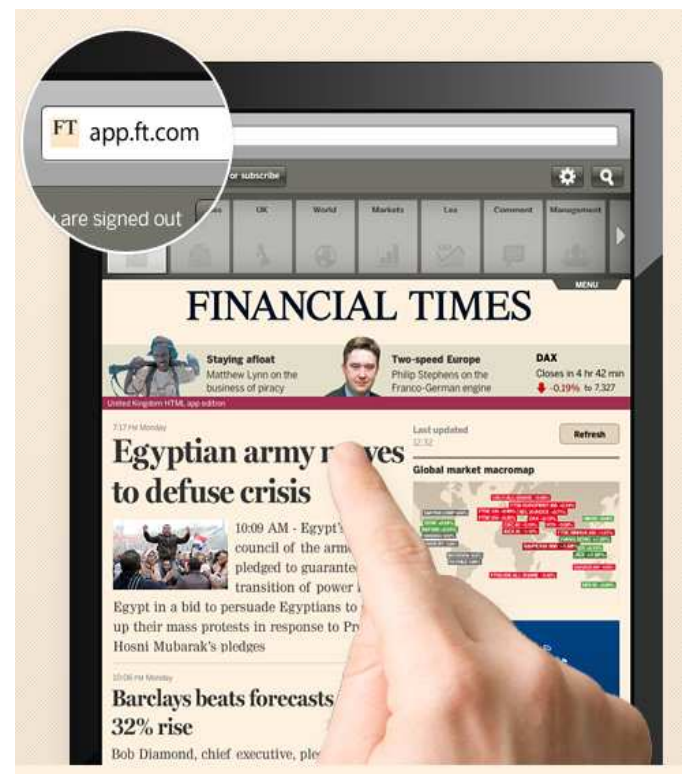 FT app.ft.com
or subscribe
are signed out
UK World Markets Lex Comment Management
MENU
FINANCIAL TIMES
Staying afloat
Matthew Lynn on the
business of piracy
Two-speed Europe
Philip Stephens on the
Franco-German engine
DAX
Closes in 4 hr 42 min
-0.19% to 7,327
United Kingdom HTML app edition
7:17 PM Monday
Egyptian army ves
to defuse crisis
10:09 AM - Egypt's
council of the arm
pledged to guarante
transition of power
Egypt in a bid to persuade Egyptians to
up their mass protests in response to Pr
Hosni Mubarak's pledges
Last updated
12:32
Refresh
Global market macromap
10:06 PM Monday
Barclays beats forecasts
32% rise
Bob Diamond, chief executive, ple